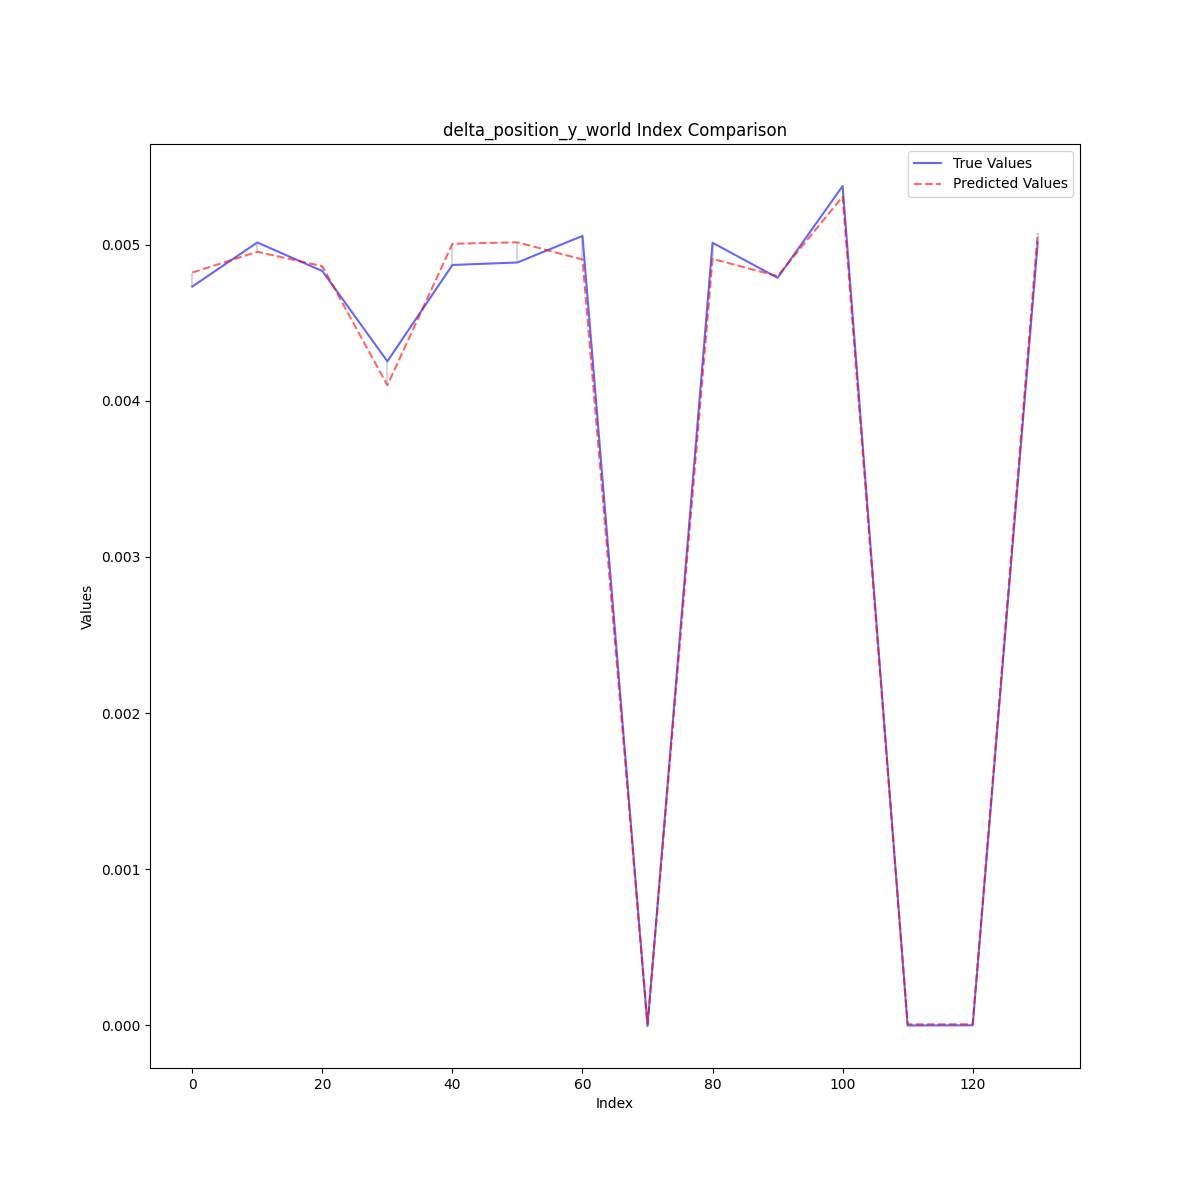 delta_position_y_world Index Comparison
True Values
Predicted Values
0.005
0.004
0.003
0.002
0.001
0.000
Values
0
20
40
60
80
100
120
Index